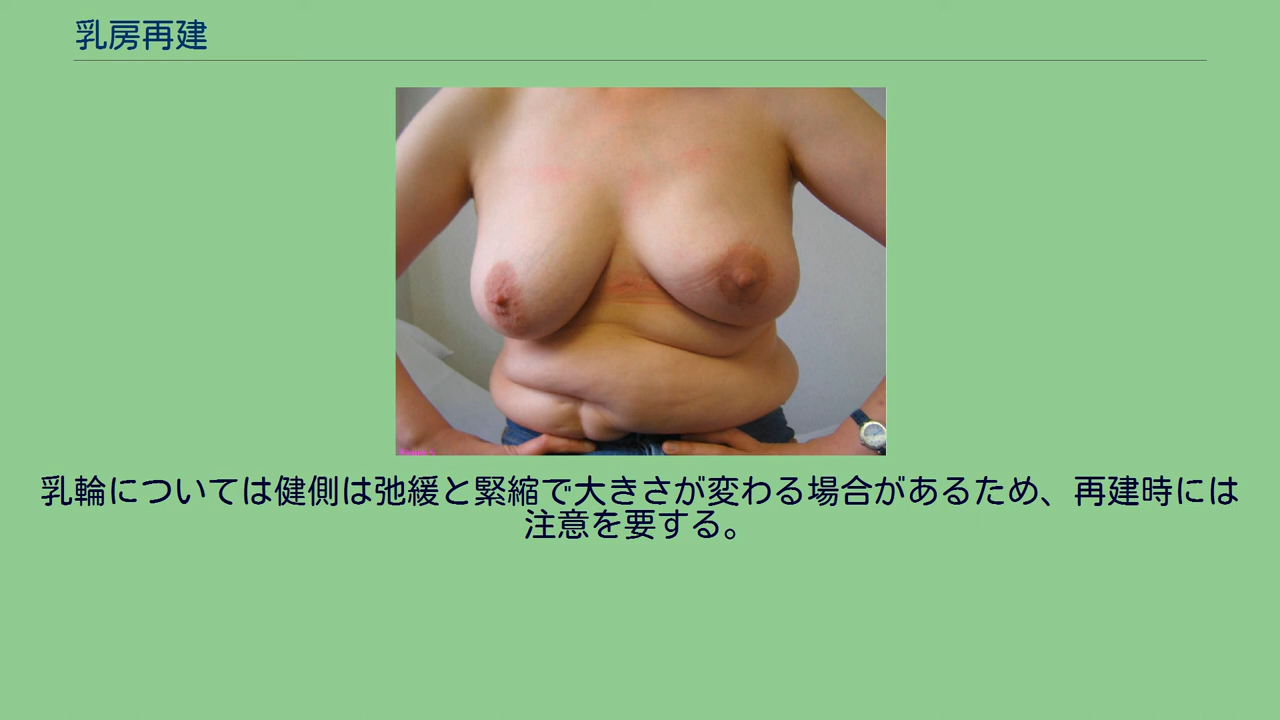 乳房再建
乳輪については健側は弛緩と緊縮で大きさが変わる場合があるため、再建時には
注意を要する。